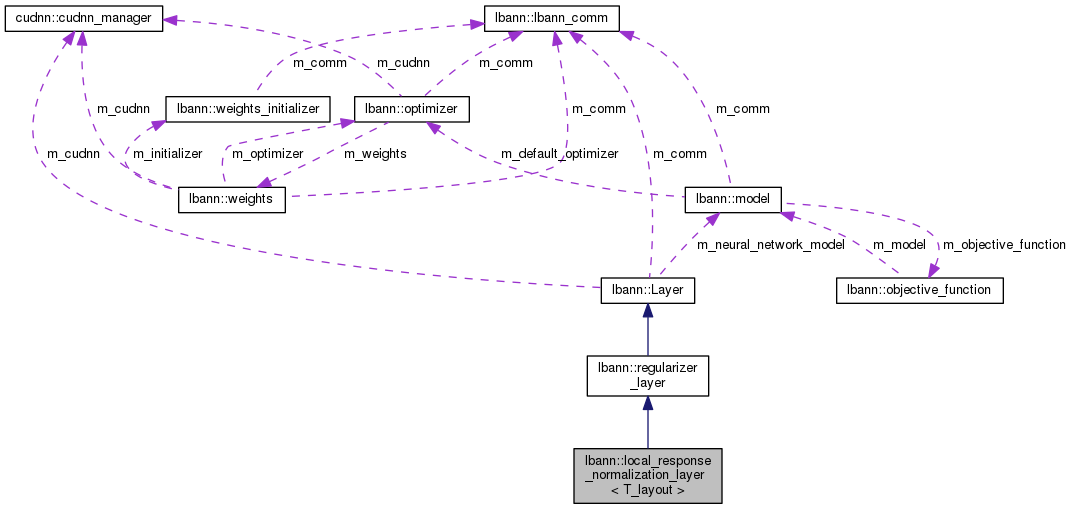 cudnn::cudnn_manager
lbann::lbann_comm
m_comm
m_cudnn
m_comm
lbann::weights_initializer
lbann::optimizer
m_cudnn
m_comm
m_comm
m_cudnn
m_initializer
m_optimizer
m_weights
m_default_optimizer
m_comm
lbann::weights
lbann::model
m_neural_network_model
m_model
m_objective_function
lbann::Layer
lbann::objective_function
lbann::regularizer
_layer
lbann::local_response
_normalization_layer
< T_layout >